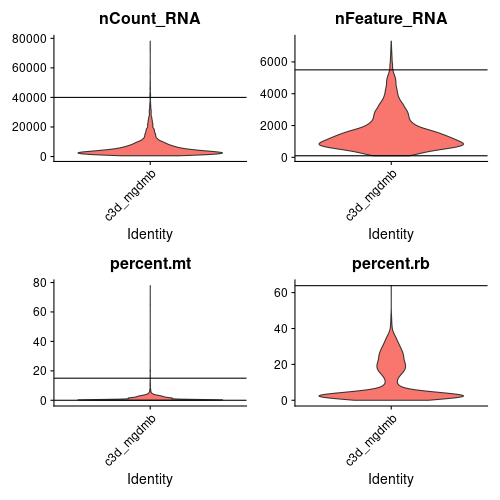 nCount_RNA
80000
60000
40000
20000
0
c3d_mgdmb
Identity
nFeature_RNA
6000
4000
2000
0
c3d_mgdmb
Identity
percent.mt
80
60
40
20
0
c3d_mgdmb
Identity
percent.rb
60
40
20
0
c3d_mgdmb
Identity